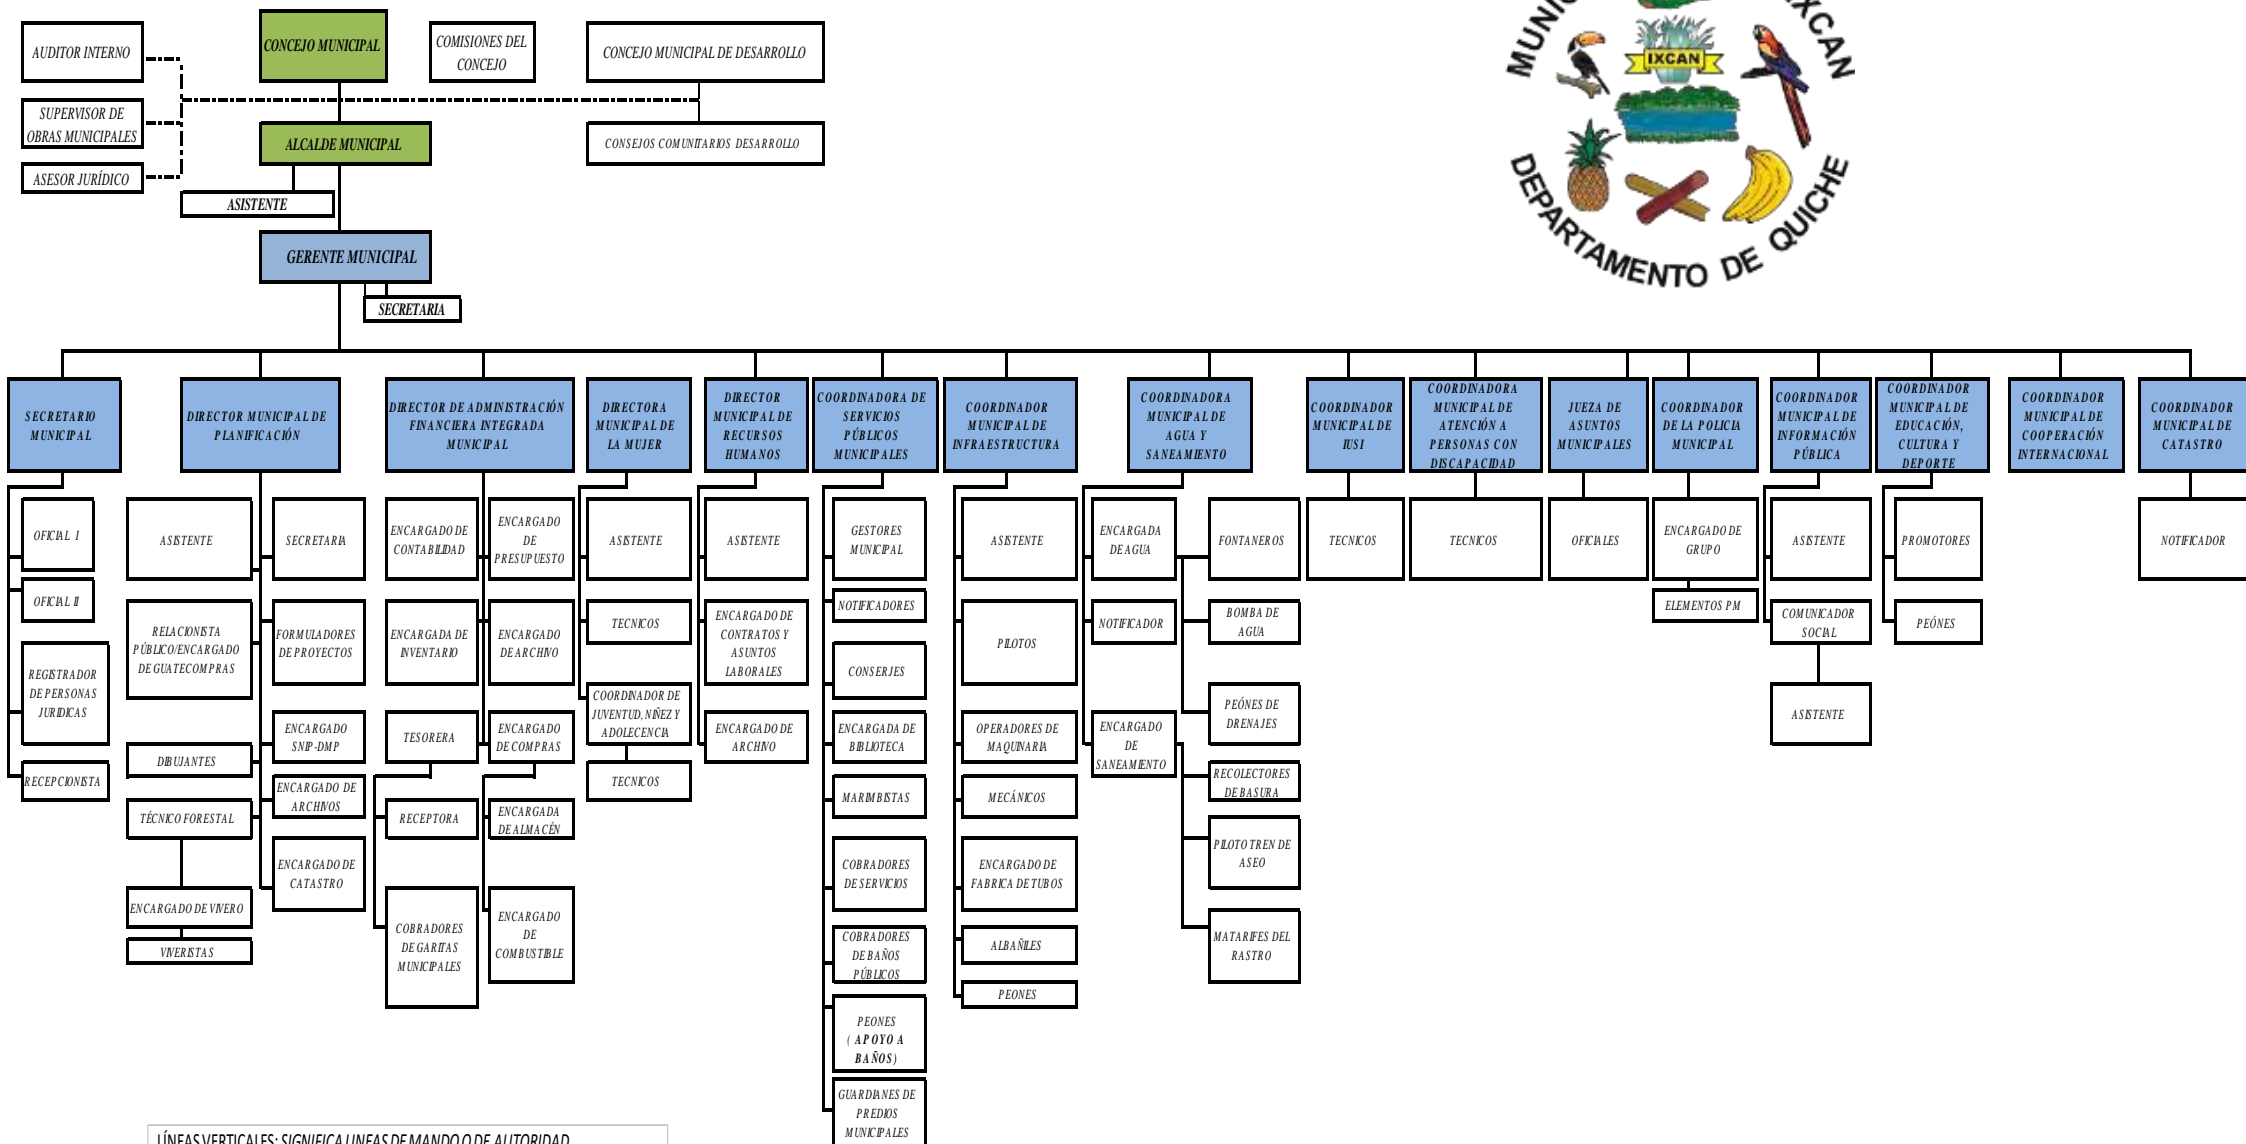 AUDITOR INTERNO
SUPERVISOR DE
OBRAS MUNICIPALES
ASESOR JURÍDICO
CONCEJO MUNICIPAL
COMISIONES DEL
CONCEJO
CONCEJO MUNICIPAL DE DESARROLLO
CONSEJOS COMUNITARIOS DESARROLLO
ALCALDE MUNICIPAL
ASISTENTE
GERENTE MUNICIPAL
SECRETARIA
IXCAN
IXCAN
DEPARTAMENTO DE QUICHE
SECRETARIO
MUNICIPAL
OFICIAL I
OFICIAL II
REGISTRADOR
DE PERSONAS
JURIDICAS
RECEPCIONISTA
DIRECTOR MUNICIPAL DE
PLANIFICACIÓN
ASISTENTE
RELACIONISTA
PÚBLICO/ENCARGADO
DE GUATECOMPRAS
DIBUJANTES
TÉCNICO FORESTAL
ENCARGADO DE VIVERO
VIVERISTAS
SECRETARIA
FORMULADORES
DE PROYECTOS
ENCARGADO
SNIP-DMP
ENCARGADO DE
ARCHIVOS
ENCARGADO DE
CATASTRO
DIRECTOR DE ADMINISTRACIÓN
FINANCIERA INTEGRADA
MUNICIPAL
ENCARGADO DE
CONTABILIDAD
ENCARGADA DE
INVENTARIO
TESORERA
RECEPTORA
COBRADORES
DE GARITAS
MUNICIPALES
ENCARGADO
DE
PRESUPUESTO
ENCARGADO
DE ARCHIVO
ENCARGADO
DE COMPRAS
ENCARGADA
DE ALMACÉN
ENCARGADO
DE
COMBUSTIBLE
DIRECTORA
MUNICIPAL DE
LA MUJER
ASISTENTE
TECNICOS
COORDINADOR DE
JUVENTUD, NIÑEZ Y
ADOLECENCIA
TECNICOS
DIRECTOR
MUNICIPAL DE
RECURSOS
HUMANOS
ASISTENTE
ENCARGADO DE
CONTRATOS Y
ASUNTOS
LABORALES
ENCARGADO DE
ARCHIVO
COORDINADORA DE
SERVICIOS
PÚBLICOS
MUNICIPALES
GESTORES
MUNICIPAL
NOTIFICADORES
CONSERJES
ENCARGADA DE
BIBLIOTECA
MARIMBISTAS
COBRADORES
DE SERVICIOS
COBRADORES
DE BAÑOS
PÚBLICOS
PEONES
( APOYO A
BAÑOS)
GUARDIANES DE
PREDIOS
MUNICIPALES
COORDINADOR
MUNICIPAL DE
INFRAESTRUCTURA
ASISTENTE
PILOTOS
OPERADORES DE
MAQUINARIA
MECÁNICOS
ENCARGADO DE
FABRICA DE TUBOS
ALBAÑILES
PEONES
COORDINADORA
MUNICIPAL DE
AGUA Y
SANEAMIENTO
ENCARGADA
DE AGUA
NOTIFICADOR
ENCARGADO
DE
SANEAMIENTO
FONTANEROS
BOMBA DE
AGUA
PEÓNES DE
DRENAJES
RECOLECTORES
DE BASURA
PILOTO TREN DE
ASEO
MATARIFES DEL
RASTRO
COORDINADOR
MUNICIPAL DE
IUSI
TECNICOS
COORDINADORA
MUNICIPAL DE
ATENCIÓN A
PERSONAS CON
DISCAPACIDAD
TECNICOS
JUEZA DE
ASUNTOS
MUNICIPALES
OFICIALES
COORDINADOR
DE LA POLICIA
MUNICIPAL
ENCARGADO DE
GRUPO
ELEMENTOS PM
COORDINADOR
MUNICIPAL DE
INFORMACIÓN
PÚBLICA
ASISTENTE
COMUNICADOR
SOCIAL
ASISTENTE
COORDINADOR
MUNICIPAL DE
EDUCACIÓN,
CULTURA Y
DEPORTE
PROMOTORES
PEÓNES
COORDINADOR
MUNICIPAL DE
COOPERACIÓN
INTERNACIONAL
COORDINADOR
MUNICIPAL DE
CATASTRO
NOTIFICADOR
LÍNEAS VERTICALES: SIGNIFICA LINEAS DE MANDO O DE AUTORIDAD